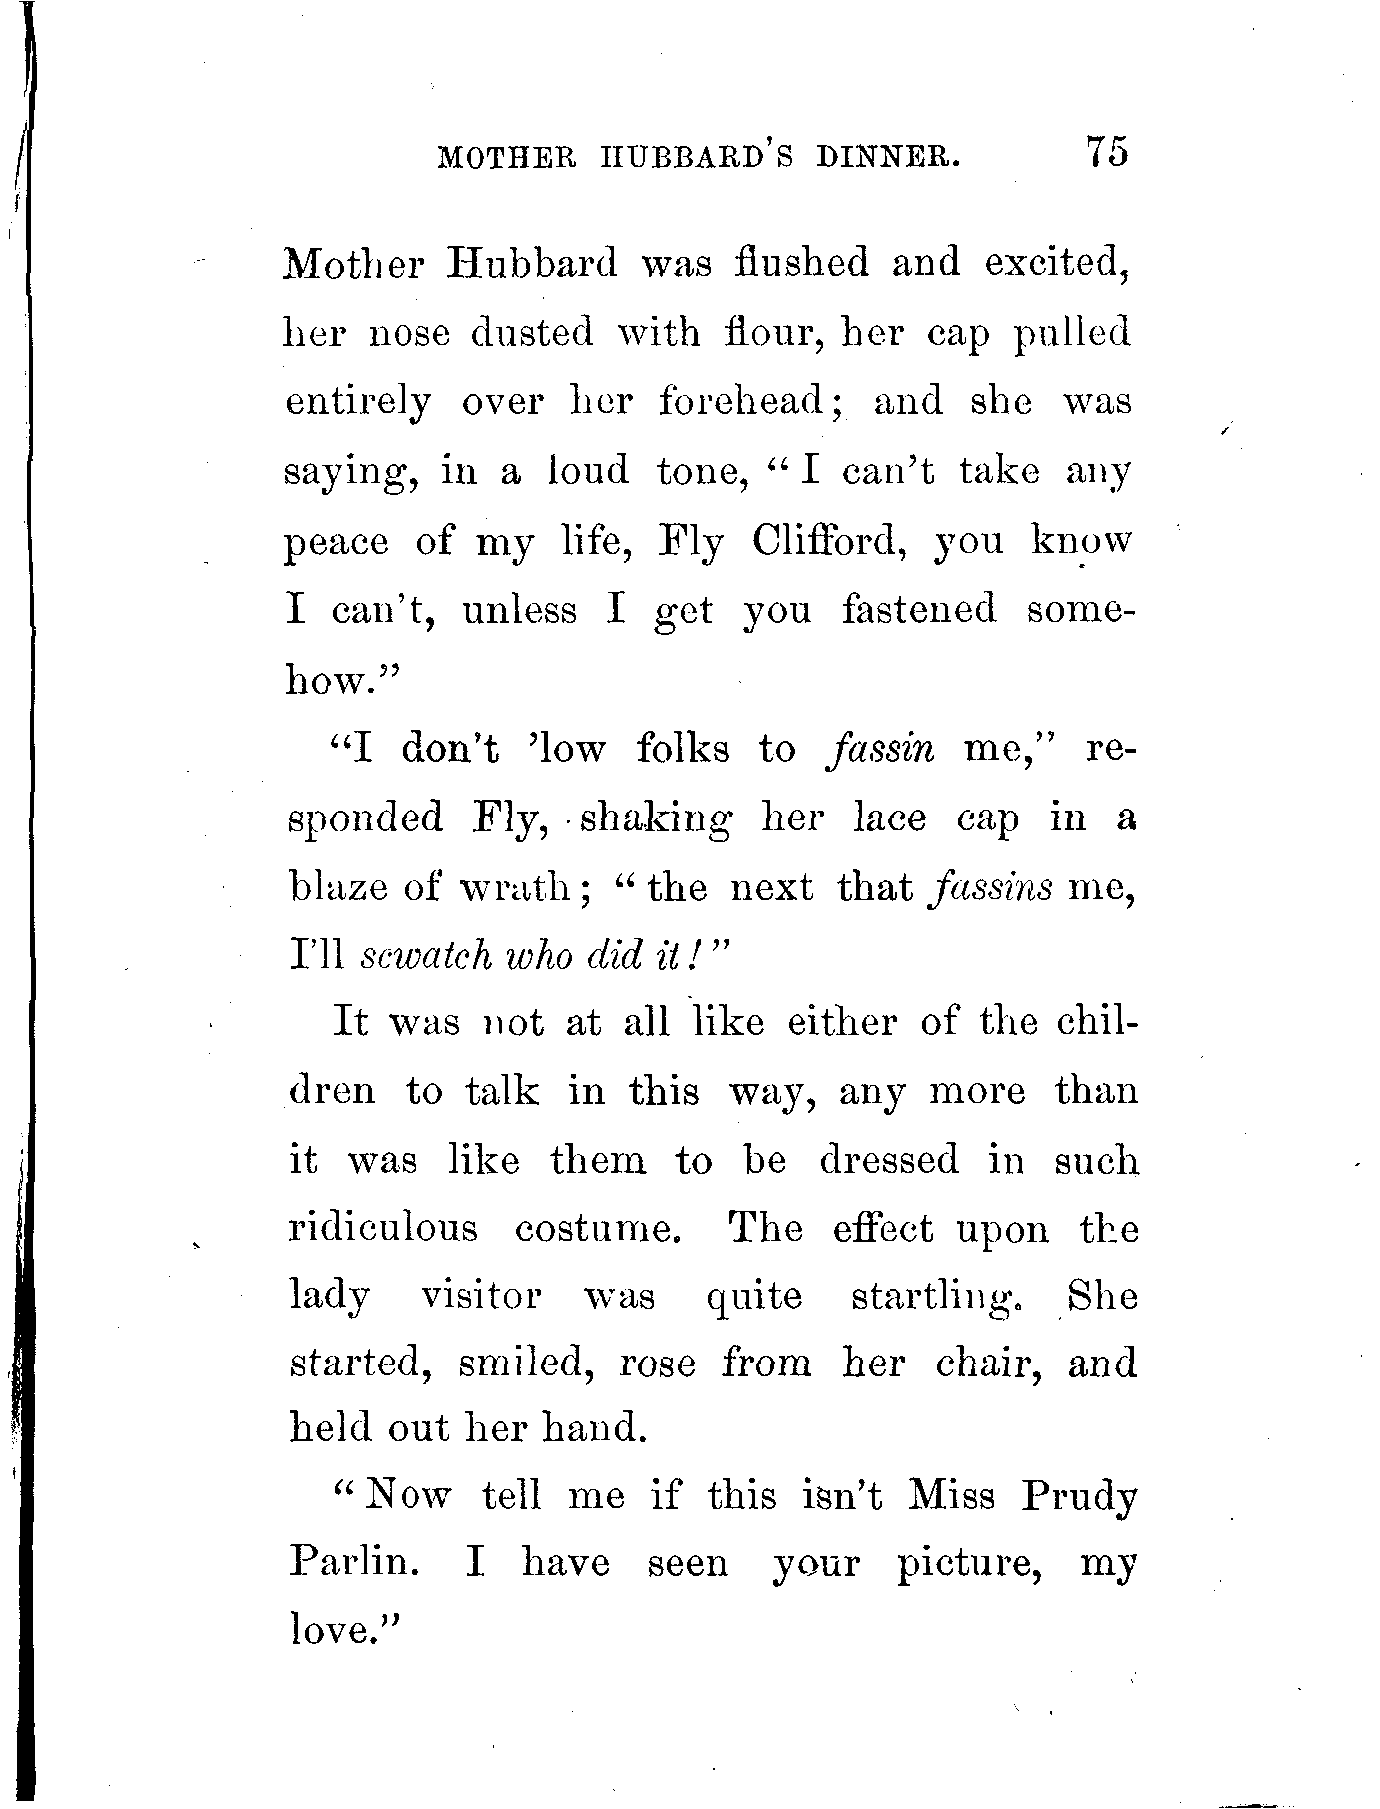 MOTHER HUBBARD'S DINNER. 75
Mother Hubbard was flushed and excited,
her nose dusted with flour, her cap pulled
entirely over her forehead; and she was
saying, in a loud tone, "I can't take any
peace of my life, Fly Clifford, you know
I can't, unless I get you fastened some-
how."
"I don't 'low folks to fassin me," re-
sponded Fly, shaking her lace cap in a
blaze of wrath; "the next that fassins me,
I'll scwatch who did it!"
It was not at all like either of the chil-
dren to talk in this way, any more than
it was like them to be dressed in such
ridiculous costume. The effect upon the
lady visitor was quite startling. She
started, smiled, rose from her chair, and
held out her hand.
"Now tell me if this isn't Miss Prudy
Parlin. I have seen your picture, my
love."